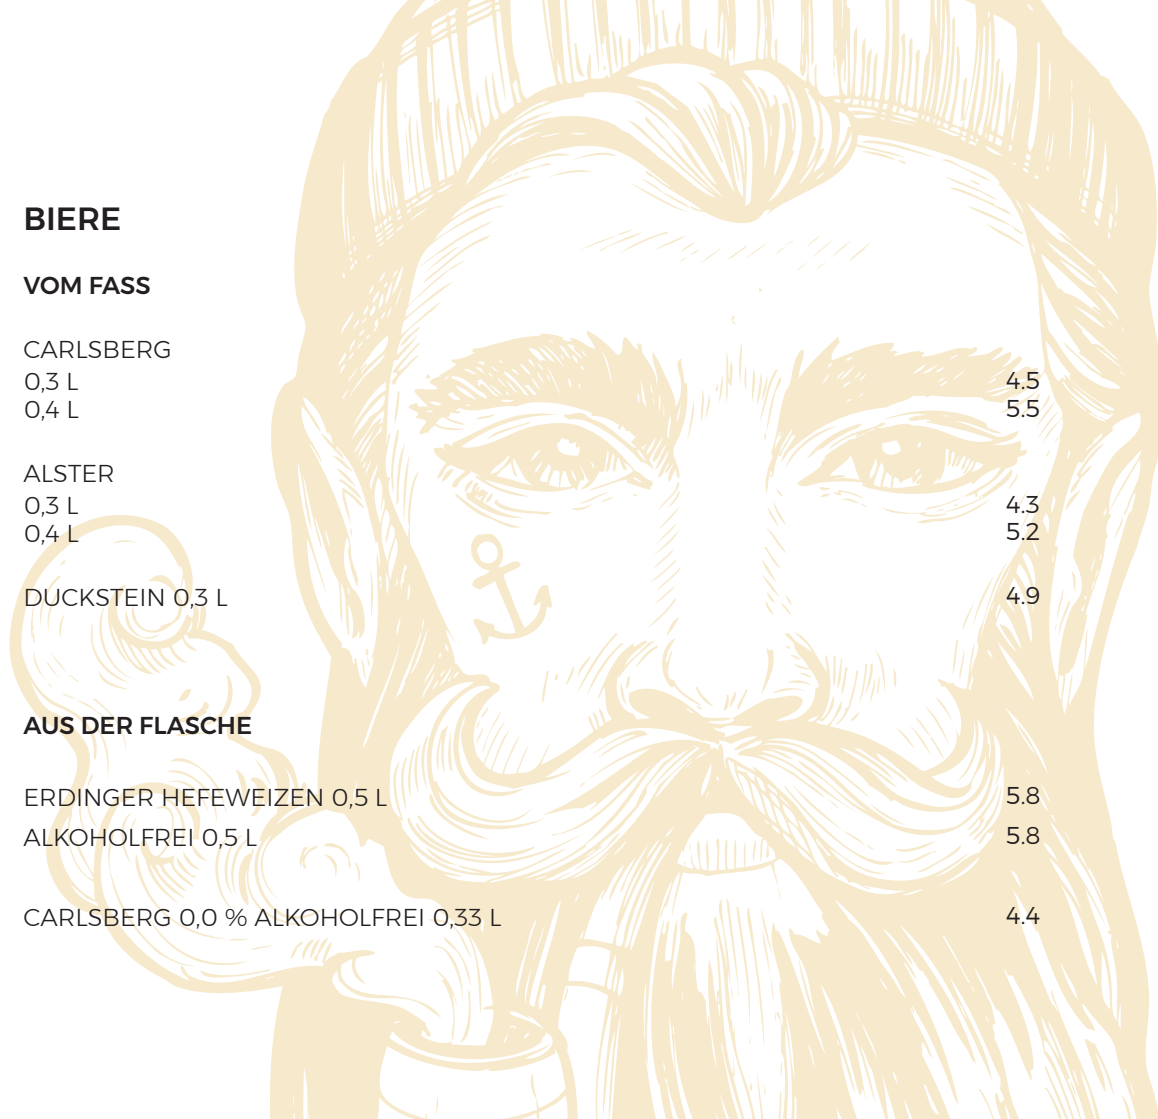 BIERE
VOM FASS
CARLSBERG
0,3 L 4.5
0,4 L 5.5
ALSTER
0,3 L 4.3
0,4 L 5.2
DUCKSTEIN 0,3 L 4.9
AUS DER FLASCHE
ERDINGER HEFEWEIZEN 0,5 L 5.8
ALKOHOLFREI 0,5 L 5.8
CARLSBERG 0,0 % ALKOHOLFREI 0,33 L 4.4